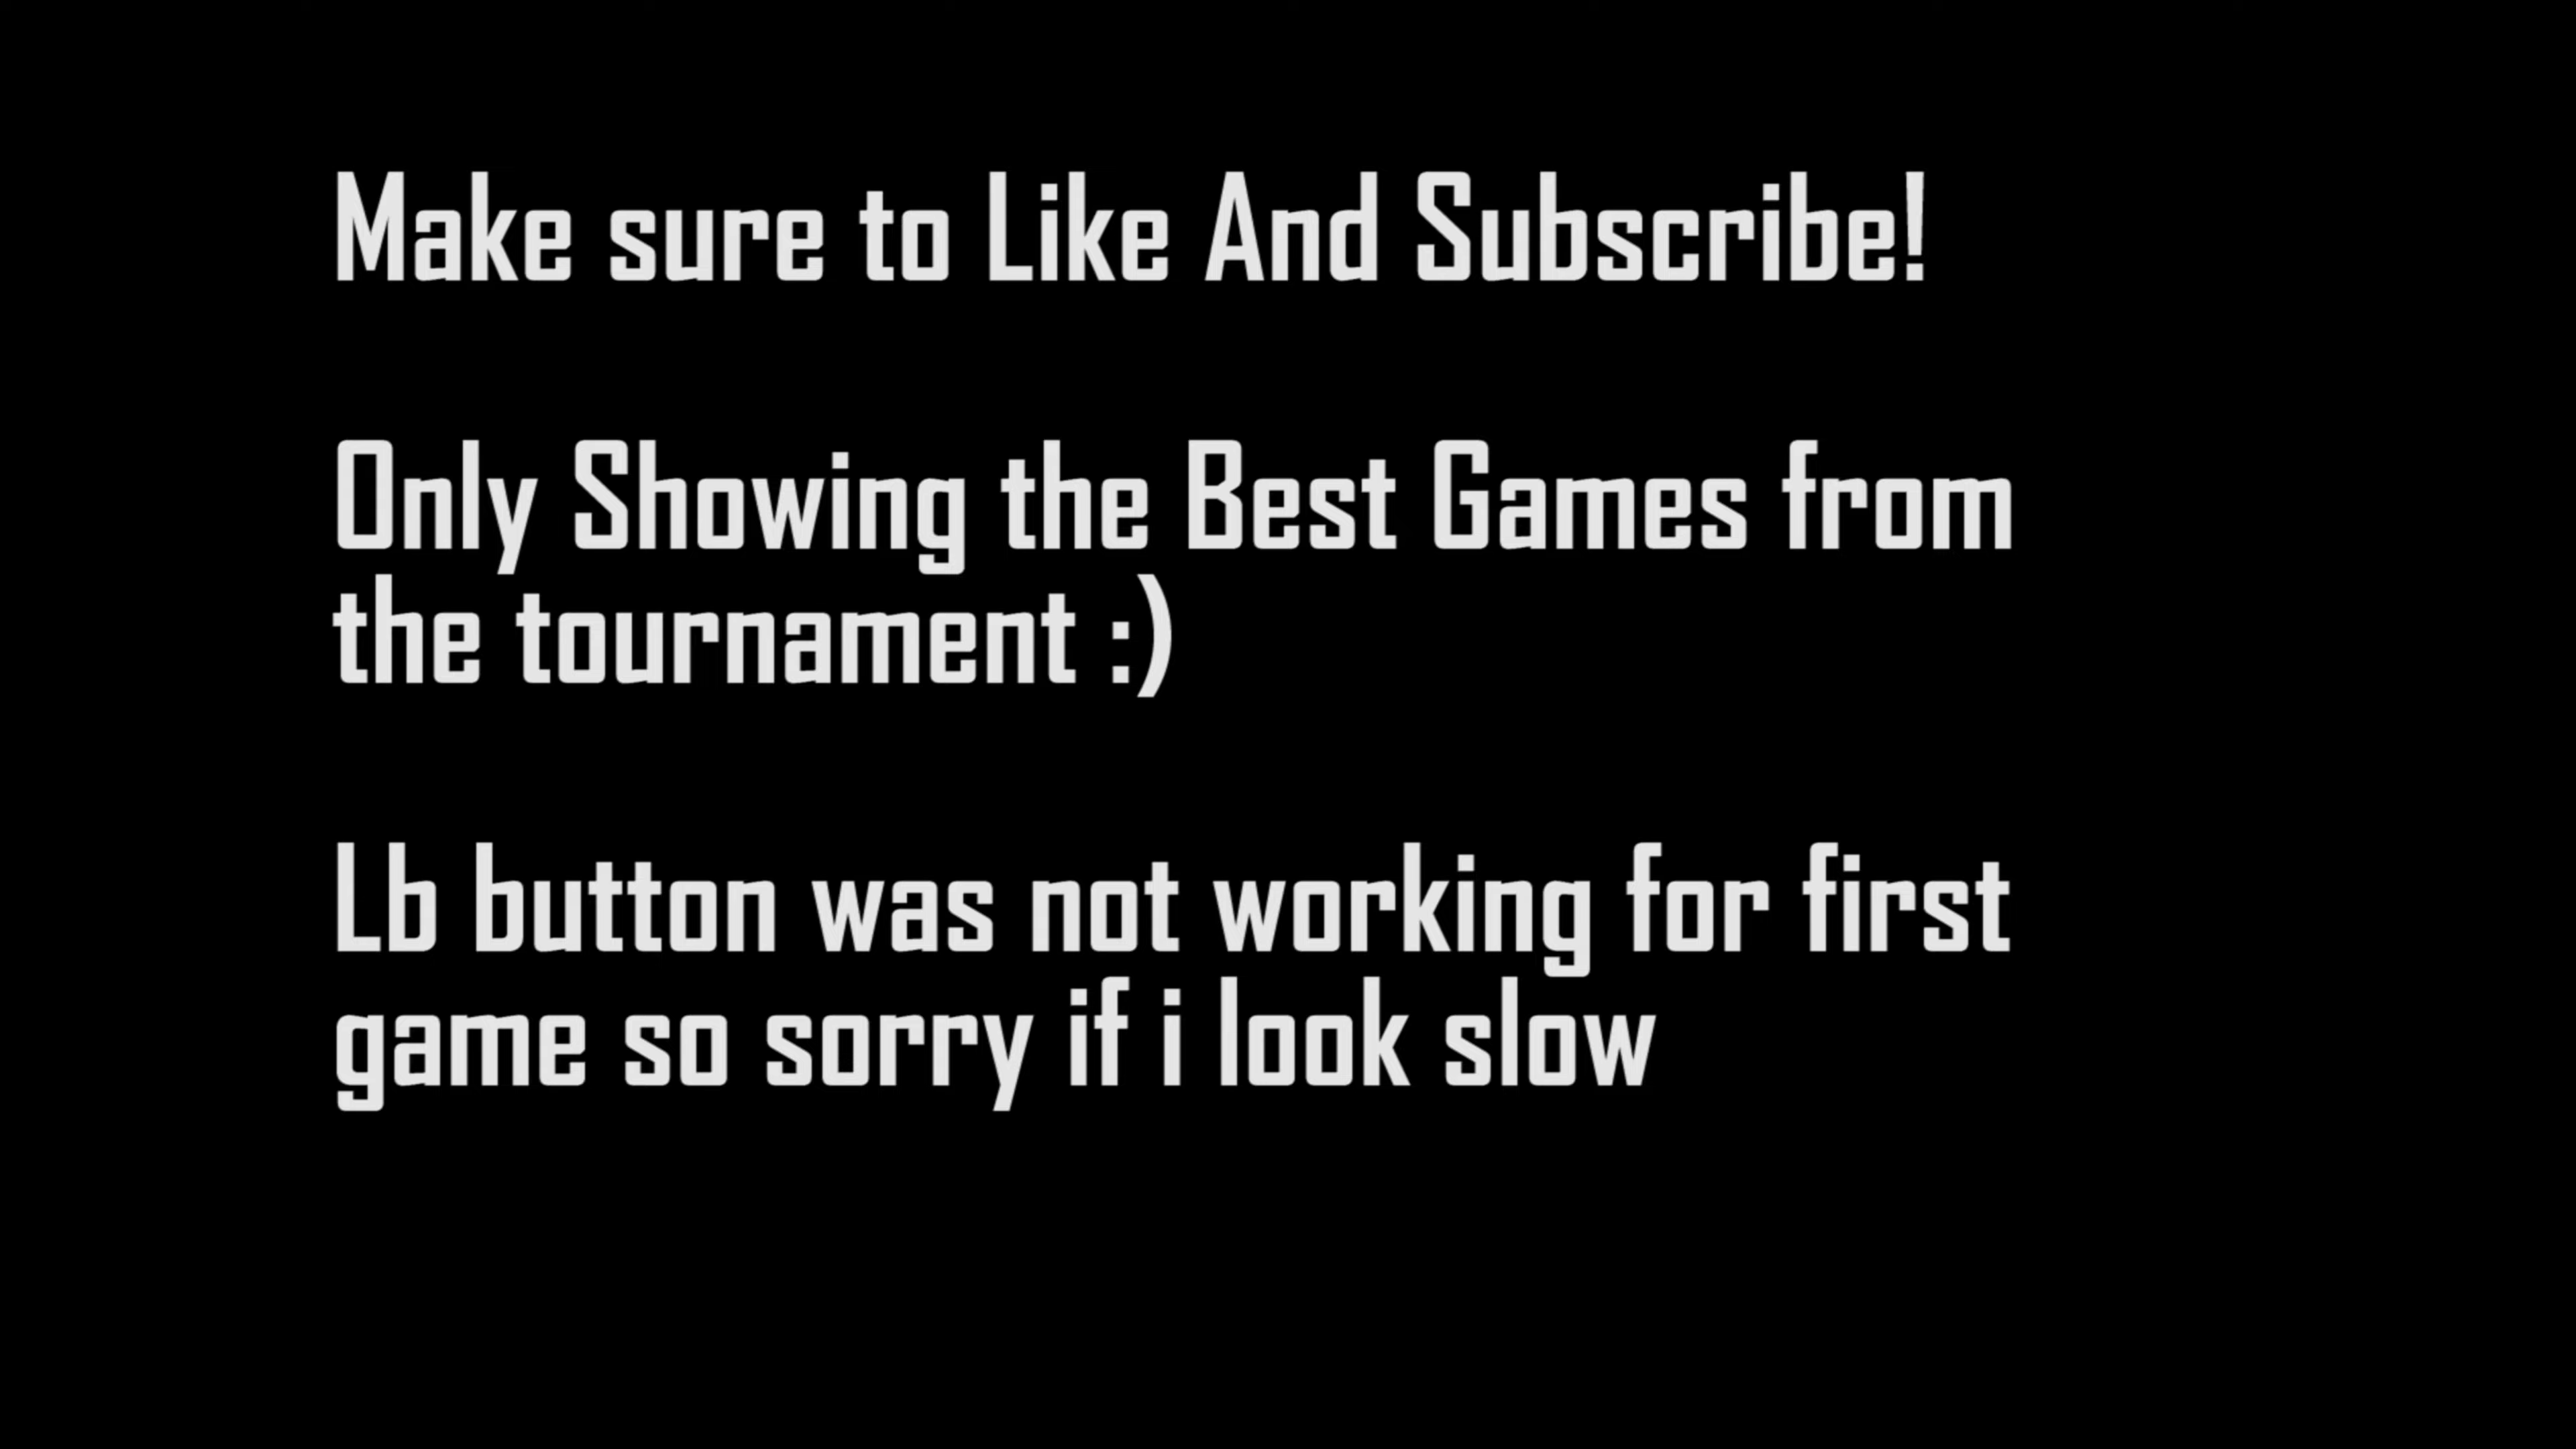 Make sure to Like And Subscribe!
Only Showing the Best Games from
the tournament :)
Lb button was not working for first
game so sorry if i look slow